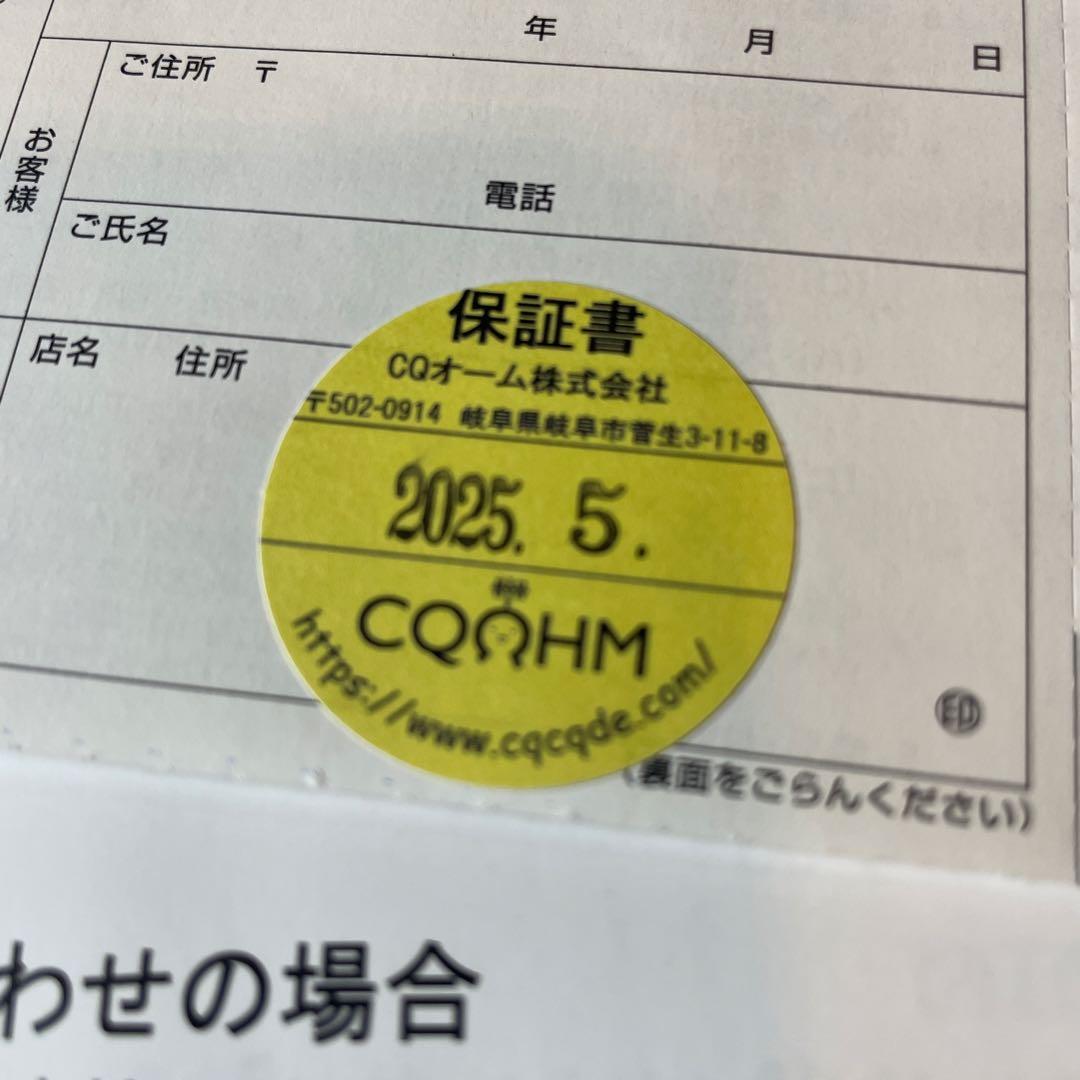 年 月 日
お客様
ご住所 〒
電話
ご氏名
店名 住所
保証書
CQオーム株式会社
〒502-0914 岐阜県岐阜市菅生3-11-8
2025. 5.
CQOHM
https://www.cqcqde.com/
印
(裏面をごらんください)
わせの場合